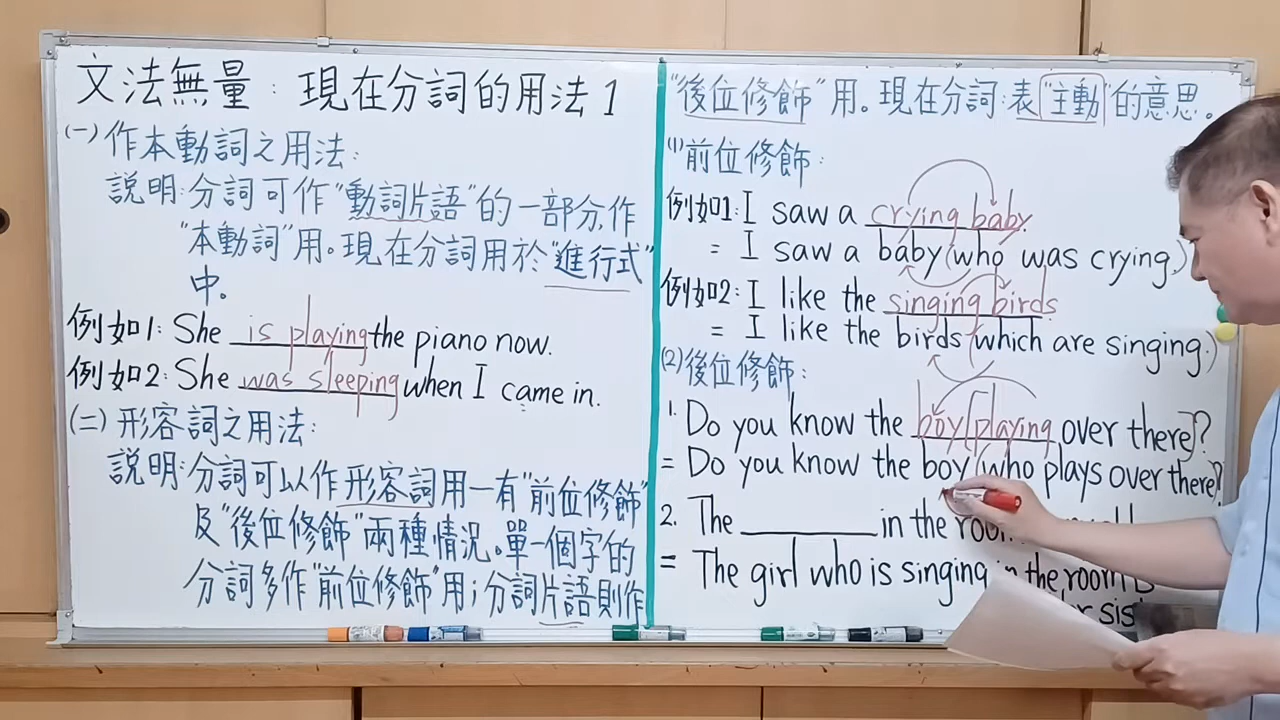 文法無量：現在分詞的用法1
(一)作本動詞之用法:
說明:分詞可作"動詞片語"的一部分,作
"本動詞"用。現在分詞用於"進行式"
中。
例如1: She is playing the piano now.
例如2: She was sleeping when I came in.
(二)形容詞之用法:
說明:分詞可以作形容詞用一有"前位修飾"
及"後位修飾"兩種情況。單一個字的
分詞多作"前位修飾"用;分詞片語則作
"後位修飾"用。現在分詞:表"主動"的意思。
(1)前位修飾:
例如1: I saw a crying baby.
= I saw a baby (who was crying.)
例如2: I like the singing birds
= I like the birds (which are singing.)
(2)後位修飾:
1. Do you know the boy [playing over there]?
= Do you know the boy (who plays over there?
2. The ______ in the
= The girl who is singing in the room is
sis